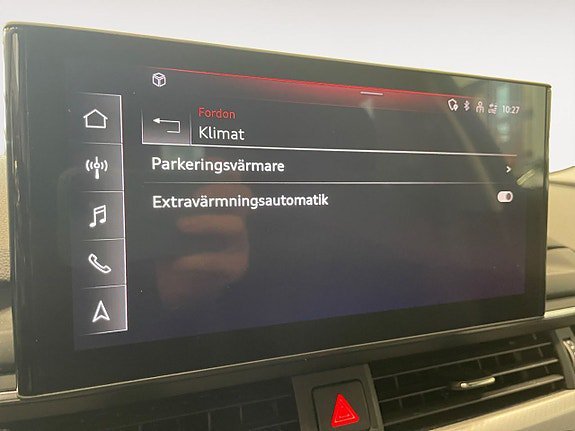 10:27
Fordon
Klimat
Parkeringsvärmare
Extravärmningsautomatik